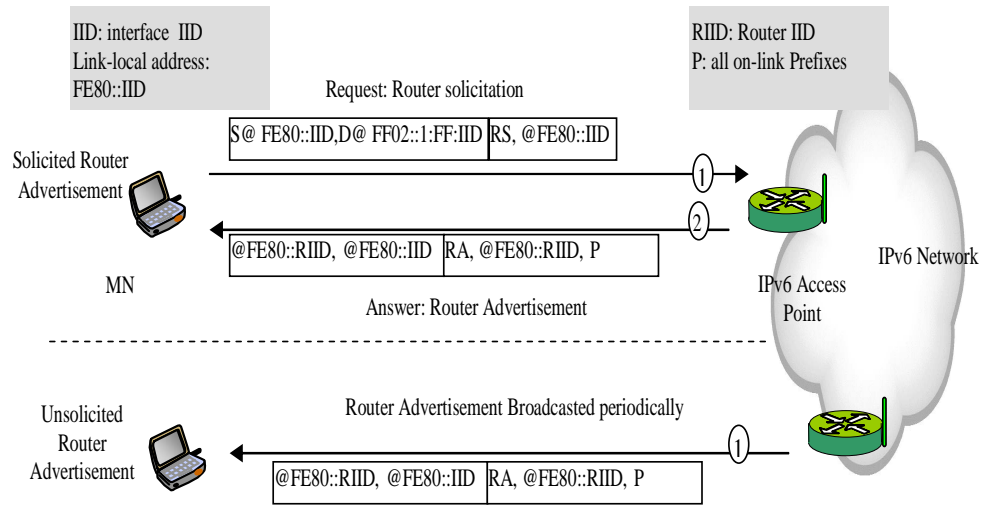 IID: interface IID
Link-local address:
FE80::IID
RIID: Router IID
P: all on-link Prefixes
Request: Router solicitation
S@ FE80::IID,D@ FF02::1:FF:IID RS, @FE80::IID
Solicited Router
Advertisement
1
2
@FE80::RIID, @FE80::IID RA, @FE80::RIID, P
MN
Answer: Router Advertisement
IPv6 Network
IPv6 Access
Point
Unsolicited
Router
Advertisement
Router Advertisement Broadcasted periodically
1
@FE80::RIID, @FE80::IID RA, @FE80::RIID, P